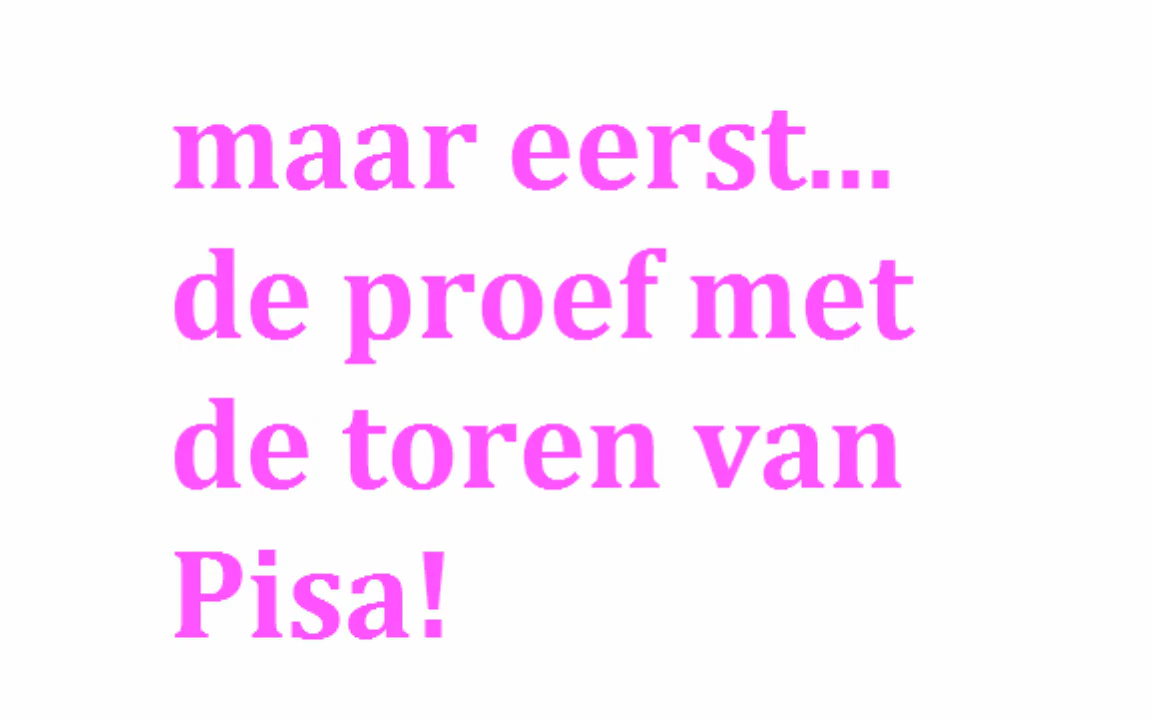 maar eerst...
de proef met
de toren van
Pisa!